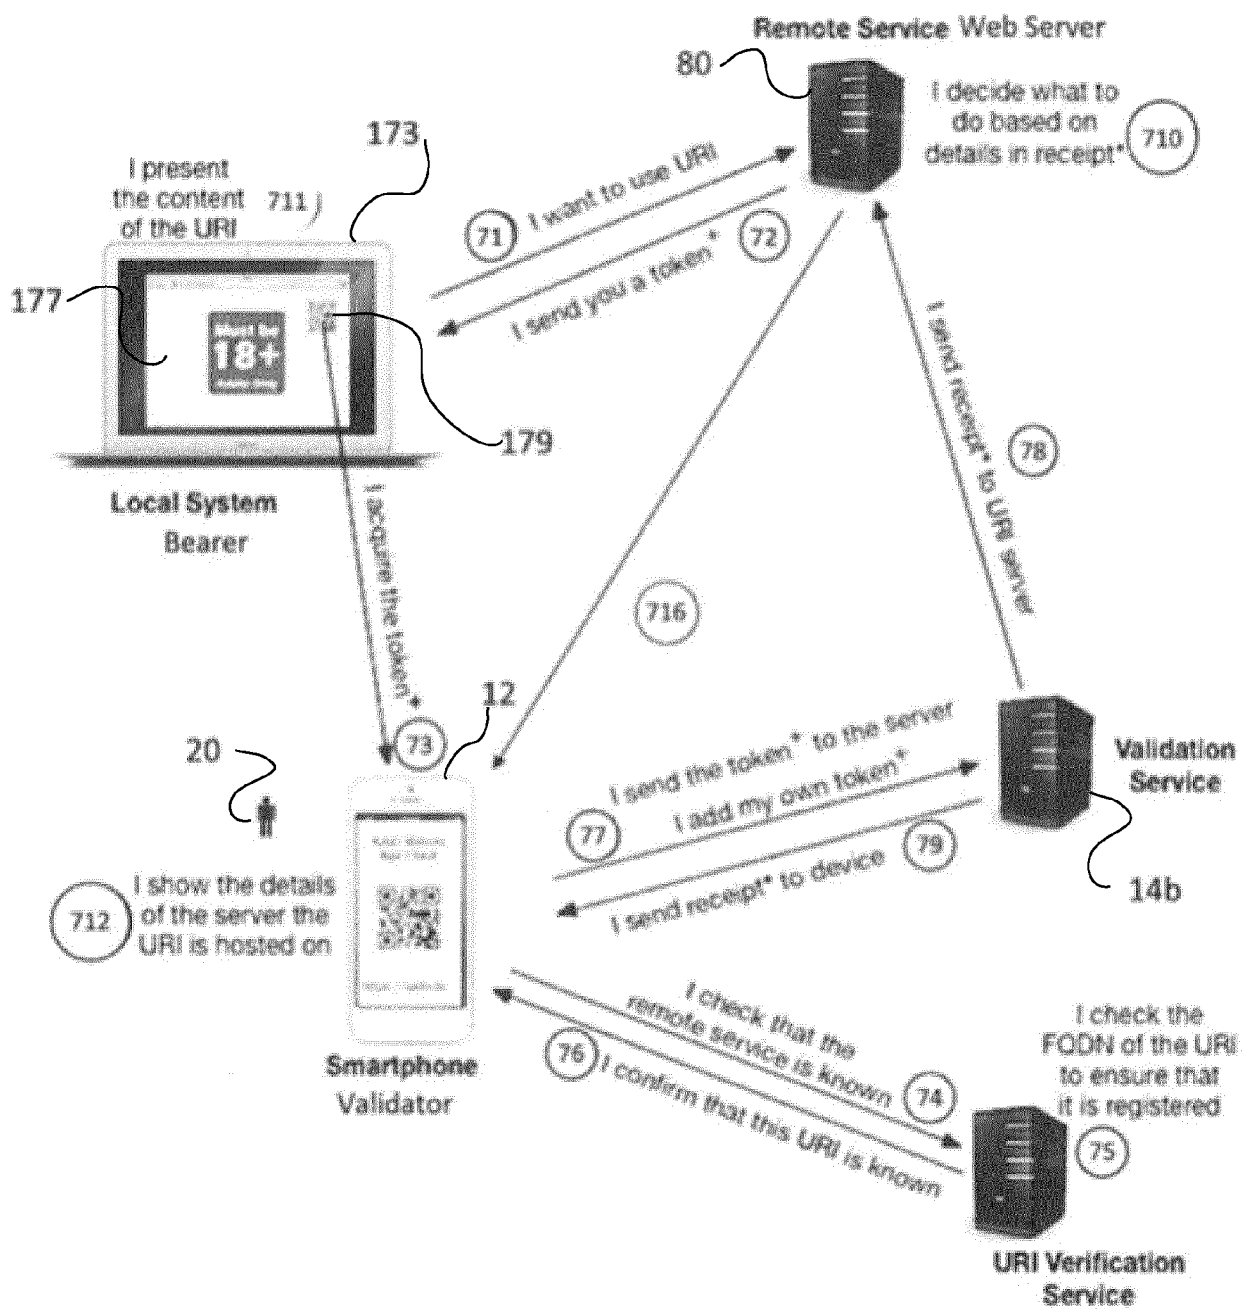 Remote Service Web Server
80
I decide what to
do based on
details in receipt*
710
173
I present
the content
of the URI
711
177
Must be
18+
179
71
I want to use URI
72
I send you a token*
Local System
Bearer
I acquire the token*
73
716
I send receipt* to URI server
78
12
20
712
I show the details
of the server the
URI is hosted on
I send the token* to the server
I add my own token*
77
79
I send receipt* to device
Validation
Service
14b
Smartphone
Validator
I check that the
remote service is known
74
76
I confirm that this URI is known
I check the
FQDN of the URI
to ensure that
it is registered
75
URI Verification
Service